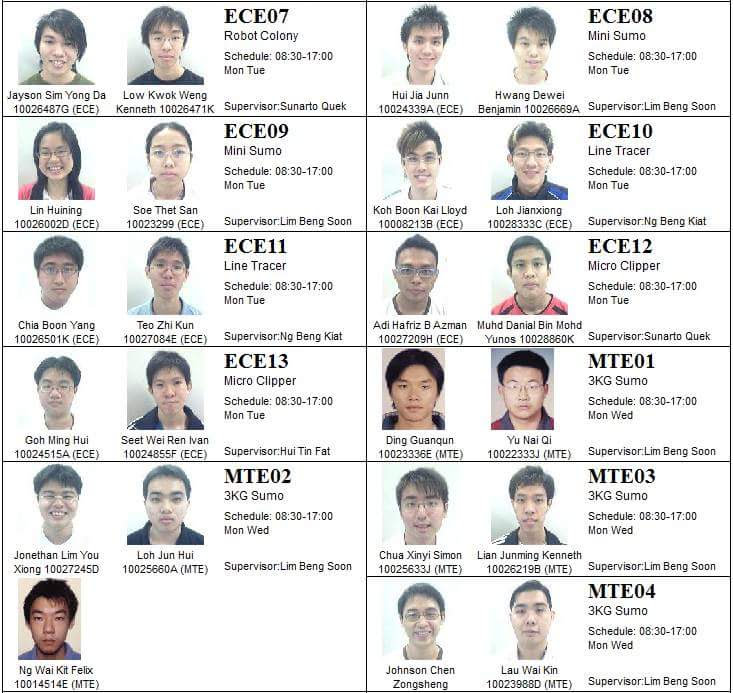 ECE07
Robot Colony
Schedule: 08:30-17:00
Mon Tue
Jayson Sim Yong Da
10026487G (ECE)
Low Kwok Weng
Kenneth 10026471K
Supervisor:Sunarto Quek
ECE08
Mini Sumo
Schedule: 08:30-17:00
Mon Tue
Hui Jia Junn
10024339A (ECE)
Hwang Dewei
Benjamin 10026669A
Supervisor:Lim Beng Soon
ECE09
Mini Sumo
Schedule: 08:30-17:00
Mon Tue
Lin Huining
10026002D (ECE)
Soe Thet San
10023299 (ECE)
Supervisor:Lim Beng Soon
ECE10
Line Tracer
Schedule: 08:30-17:00
Mon Tue
Koh Boon Kai Lloyd
10008213B (ECE)
Loh Jianxiong
10028333C (ECE)
Supervisor:Ng Beng Kiat
ECE11
Line Tracer
Schedule: 08:30-17:00
Mon Tue
Chia Boon Yang
10026501K (ECE)
Teo Zhi Kun
10027084E (ECE)
Supervisor:Ng Beng Kiat
ECE12
Micro Clipper
Schedule: 08:30-17:00
Mon Tue
Adi Hafriz B Azman
10027209H (ECE)
Muhd Danial Bin Mohd
Yunos 10028860K
Supervisor:Sunarto Quek
ECE13
Micro Clipper
Schedule: 08:30-17:00
Mon Tue
Goh Ming Hui
10024515A (ECE)
Seet Wei Ren Ivan
10024855F (ECE)
Supervisor:Hui Tin Fat
MTE01
3KG Sumo
Schedule: 08:30-17:00
Mon Wed
Ding Guanqun
10023336E (MTE)
Yu Nai Qi
10022333J (MTE)
Supervisor:Lim Beng Soon
MTE02
3KG Sumo
Schedule: 08:30-17:00
Mon Wed
Jonethan Lim You
Xiong 10027245D
Loh Jun Hui
10025660A (MTE)
Supervisor:Lim Beng Soon
Ng Wai Kit Felix
10014514E (MTE)
MTE03
3KG Sumo
Schedule: 08:30-17:00
Mon Wed
Chua Xinyi Simon
10025633J (MTE)
Lian Junming Kenneth
10026219B (MTE)
Supervisor:Lim Beng Soon
MTE04
3KG Sumo
Schedule: 08:30-17:00
Mon Wed
Johnson Chen
Zongsheng
Lau Wai Kin
10023988D (MTE)
Supervisor:Lim Beng Soon